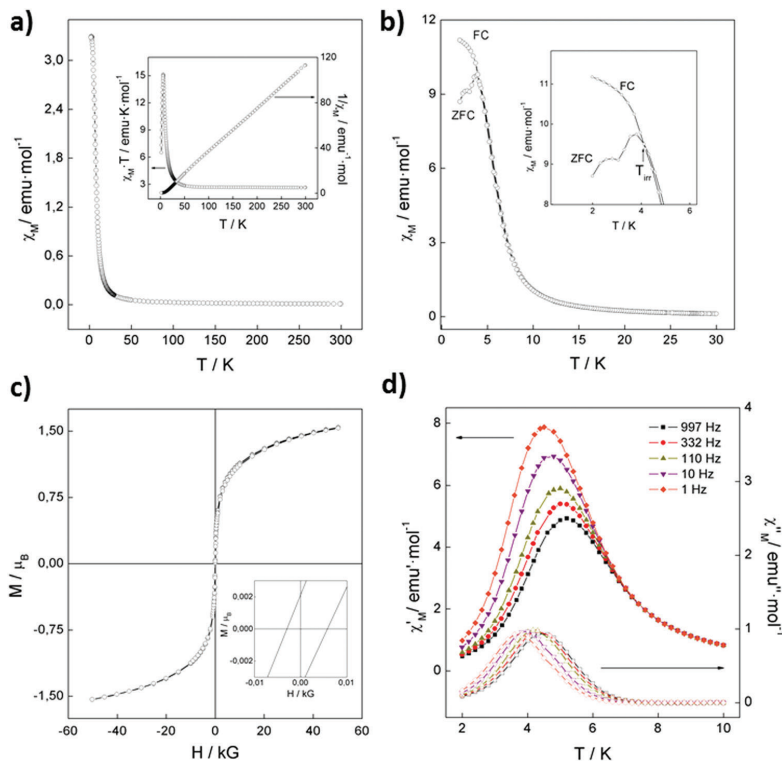 a)
3,0
2,5
2,0
1,5
1,0
0,5
0,0
χM/ emu·mol-1
0 50 100 150 200 250 300
T / K
15
12
9
6
3
χM·T / emu·K·mol-1
120
80
40
0
1/χM/ emu-1·mol
0 50 100 150 200 250 300
T / K
b)
12
9
6
3
0
χM/ emu·mol-1
FC
ZFC
0 5 10 15 20 25 30
T / K
11
10
9
8
χM/ emu·mol-1
FC
ZFC
Tirr
0 2 4 6
T / K
c)
1,50
0,75
0,00
-0,75
-1,50
M / μB
-60 -40 -20 0 20 40 60
H / kG
0.002
0.000
-0.002
M / μB
-0,01 0,00 0,01
H / kG
d)
8
6
4
2
0
χ'M/ emu'·mol-1
997 Hz
332 Hz
110 Hz
10 Hz
1 Hz
4
3
2
1
0
χ''M/ emu''·mol-1
2 4 6 8 10
T / K